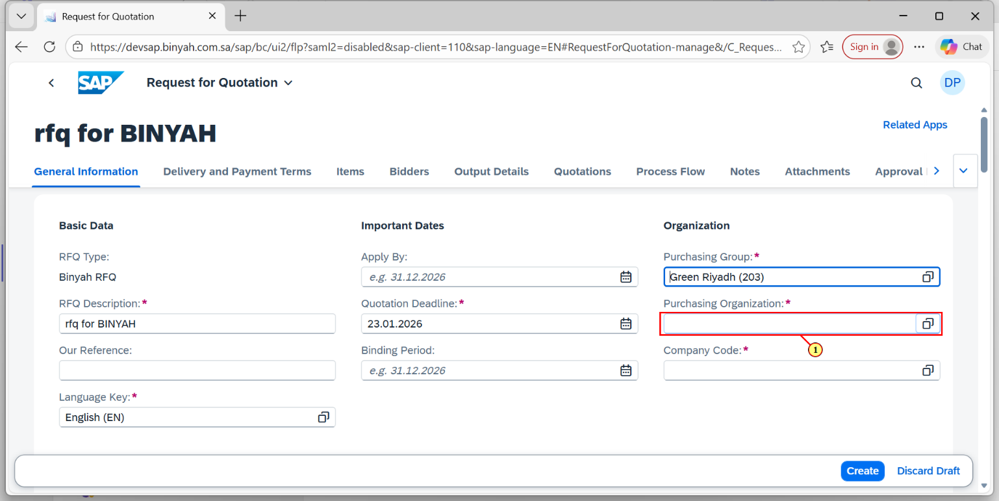 Request for Quotation
https://devsap.binyah.com.sa/sap/bc/ui2/flp?saml2=disabled&sap-client=110&sap-language=EN#RequestForQuotation-manage&/C_Reques...
Sign in
Chat
SAP
Request for Quotation
DP
rfq for BINYAH
Related Apps
General Information
Delivery and Payment Terms
Items
Bidders
Output Details
Quotations
Process Flow
Notes
Attachments
Approval
Basic Data
RFQ Type:
Binyah RFQ
RFQ Description:*
rfq for BINYAH
Our Reference:
Language Key:*
English (EN)
Important Dates
Apply By:
e.g. 31.12.2026
Quotation Deadline:*
23.01.2026
Binding Period:
e.g. 31.12.2026
Organization
Purchasing Group:*
Green Riyadh (203)
Purchasing Organization:*
1
Company Code:*
Create
Discard Draft